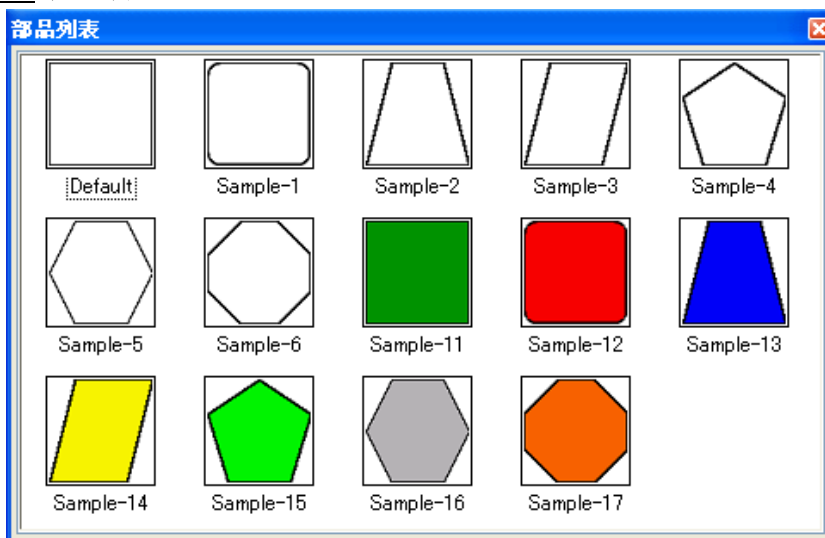 部品列表
Default Sample-1 Sample-2 Sample-3 Sample-4
Sample-5 Sample-6 Sample-11 Sample-12 Sample-13
Sample-14 Sample-15 Sample-16 Sample-17